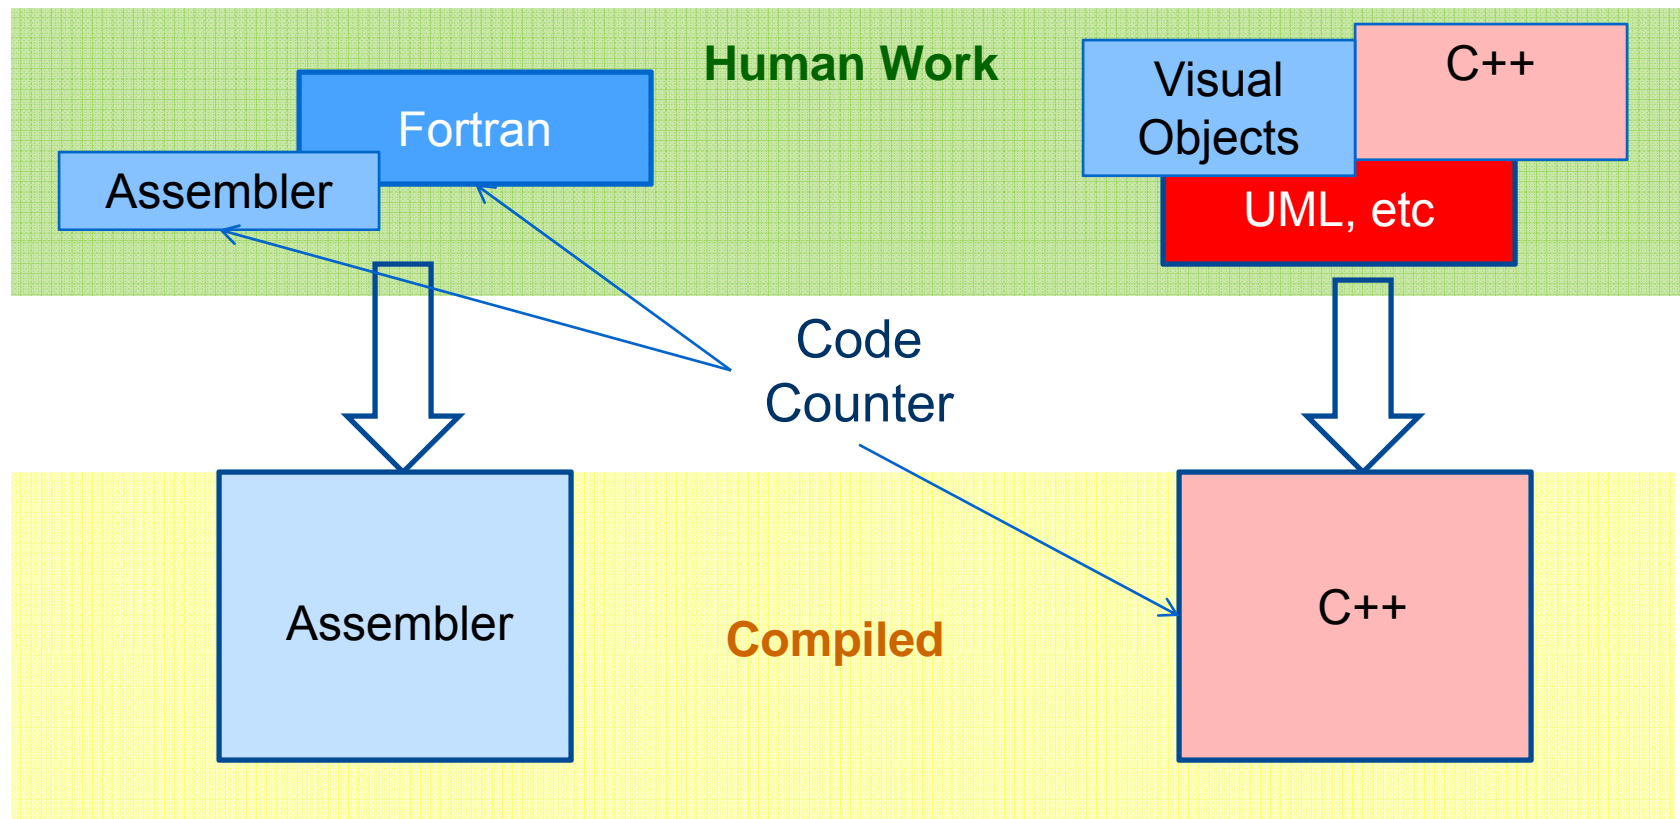 Human Work
Fortran
Assembler
Visual
Objects
C++
UML, etc
Code
Counter
Assembler
Compiled
C++